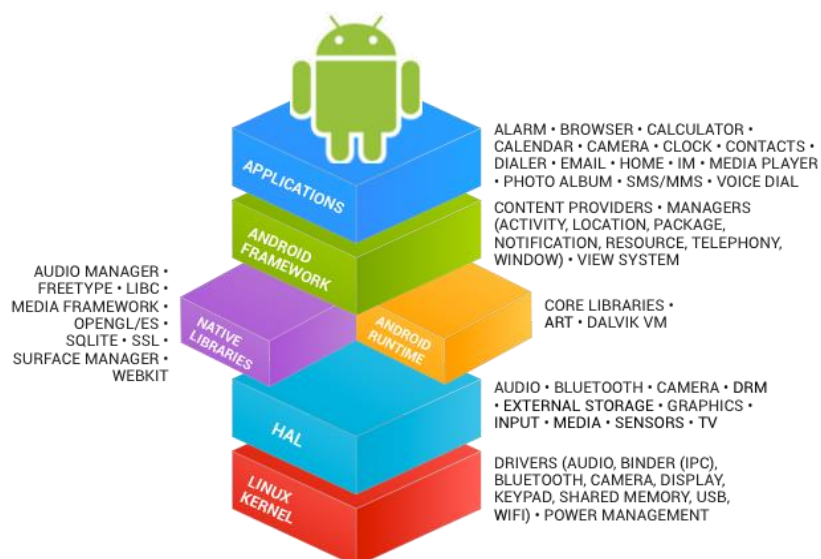 ALARM • BROWSER • CALCULATOR •
CALENDAR • CAMERA • CLOCK • CONTACTS •
DIALER • EMAIL • HOME • IM • MEDIA PLAYER
• PHOTO ALBUM • SMS/MMS • VOICE DIAL
APPLICATIONS
CONTENT PROVIDERS • MANAGERS
(ACTIVITY, LOCATION, PACKAGE,
NOTIFICATION, RESOURCE, TELEPHONY,
WINDOW) • VIEW SYSTEM
ANDROID
FRAMEWORK
AUDIO MANAGER •
FREETYPE • LIBC •
MEDIA FRAMEWORK •
OPENGL/ES •
SQLITE • SSL •
SURFACE MANAGER •
WEBKIT
NATIVE
LIBRARIES
ANDROID
RUNTIME
CORE LIBRARIES •
ART • DALVIK VM
HAL
AUDIO • BLUETOOTH • CAMERA • DRM
• EXTERNAL STORAGE • GRAPHICS •
INPUT • MEDIA • SENSORS • TV
LINUX
KERNEL
DRIVERS (AUDIO, BINDER (IPC),
BLUETOOTH, CAMERA, DISPLAY,
KEYPAD, SHARED MEMORY, USB,
WIFI) • POWER MANAGEMENT